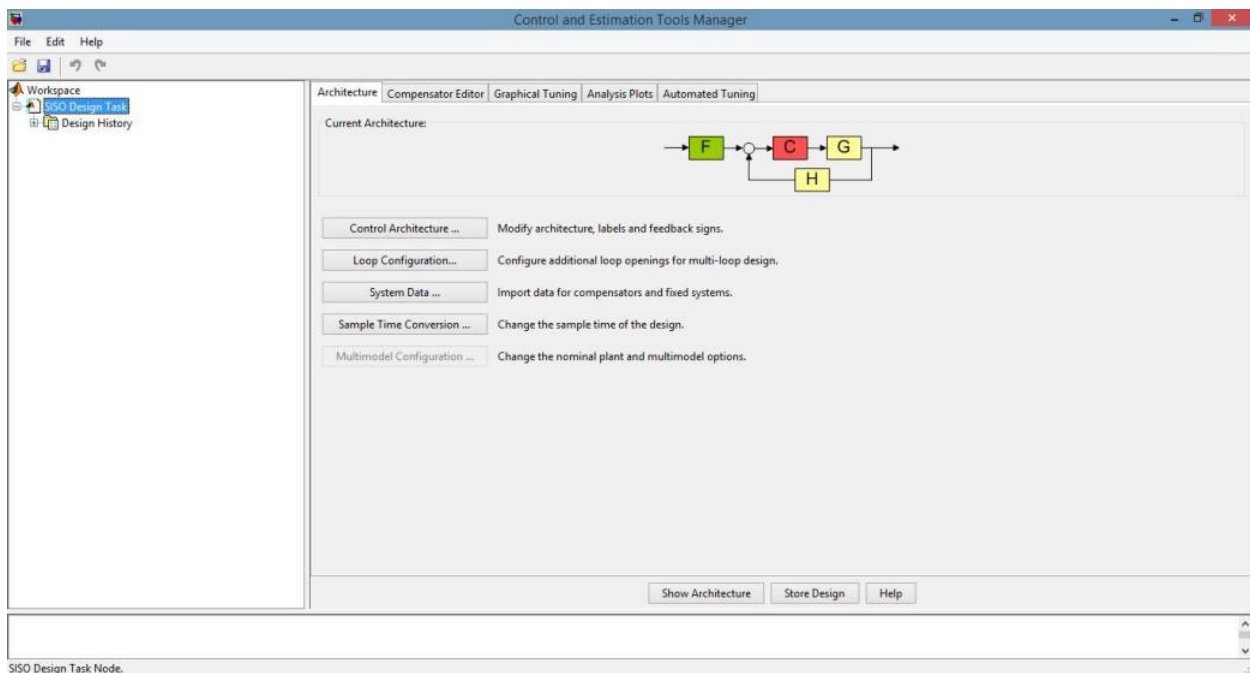 Control and Estimation Tools Manager
File Edit Help
Workspace
SISO Design Task
Design History
Architecture Compensator Editor Graphical Tuning Analysis Plots Automated Tuning
Current Architecture:
F C G
H
Control Architecture ... Modify architecture, labels and feedback signs.
Loop Configuration... Configure additional loop openings for multi-loop design.
System Data ... Import data for compensators and fixed systems.
Sample Time Conversion ... Change the sample time of the design.
Multimodel Configuration ... Change the nominal plant and multimodel options.
Show Architecture Store Design Help
SISO Design Task Node.